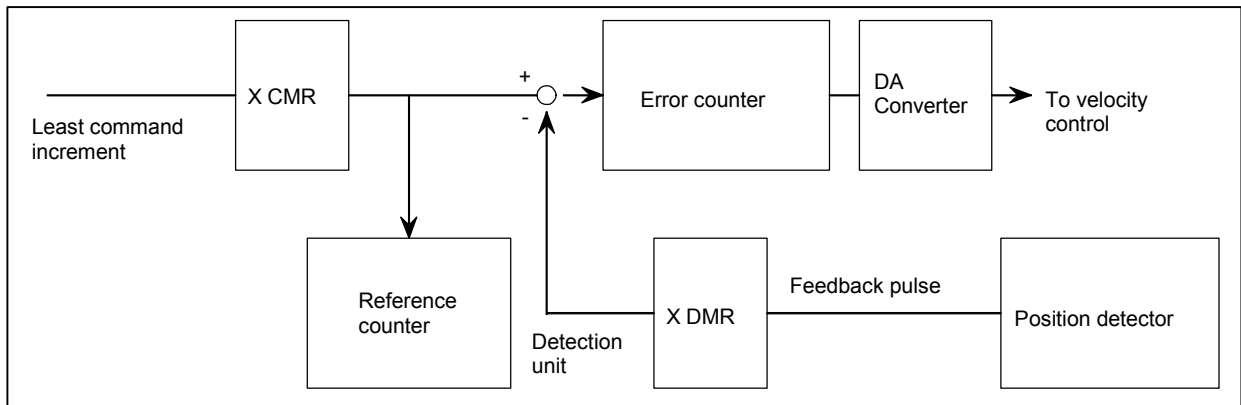 X CMR
+
-
Error counter
DA
Converter
To velocity
control
Least command
increment
Reference
counter
Detection
unit
X DMR
Feedback pulse
Position detector